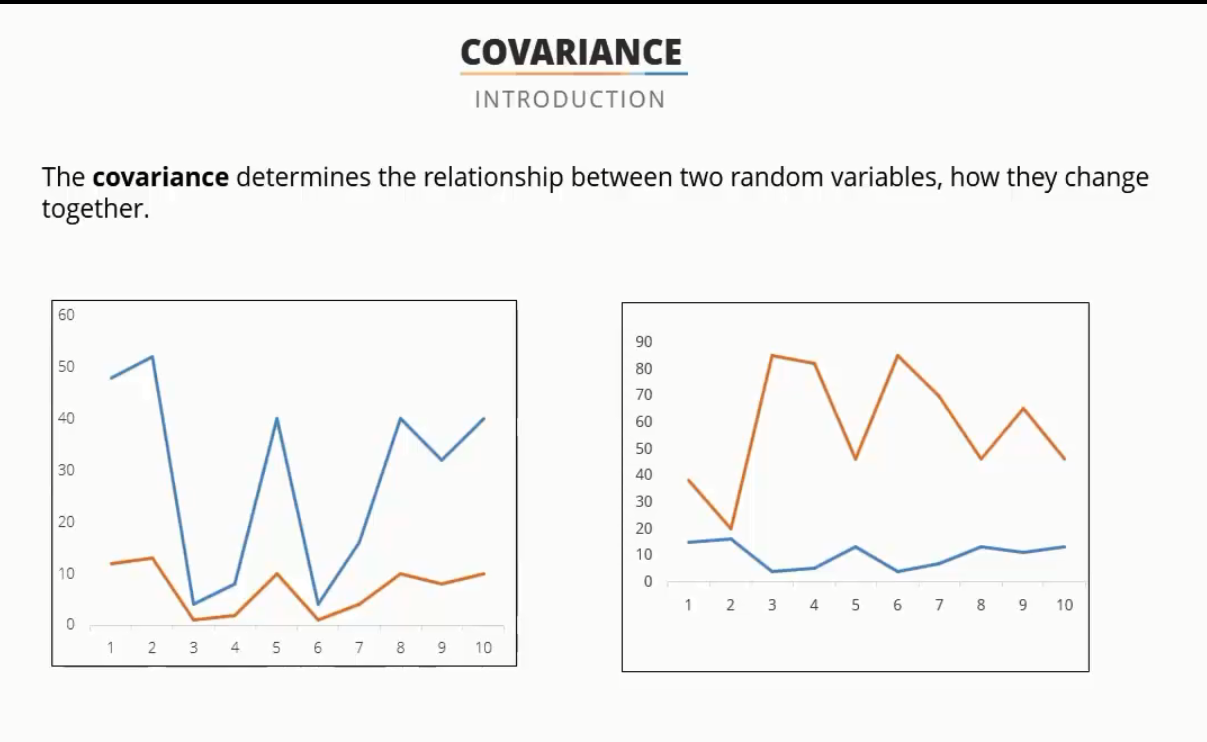 COVARIANCE
INTRODUCTION
The covariance determines the relationship between two random variables, how they change
together.
60
50
40
30
20
10
0
1 2 3 4 5 6 7 8 9 10
90
80
70
60
50
40
30
20
10
0
1 2 3 4 5 6 7 8 9 10